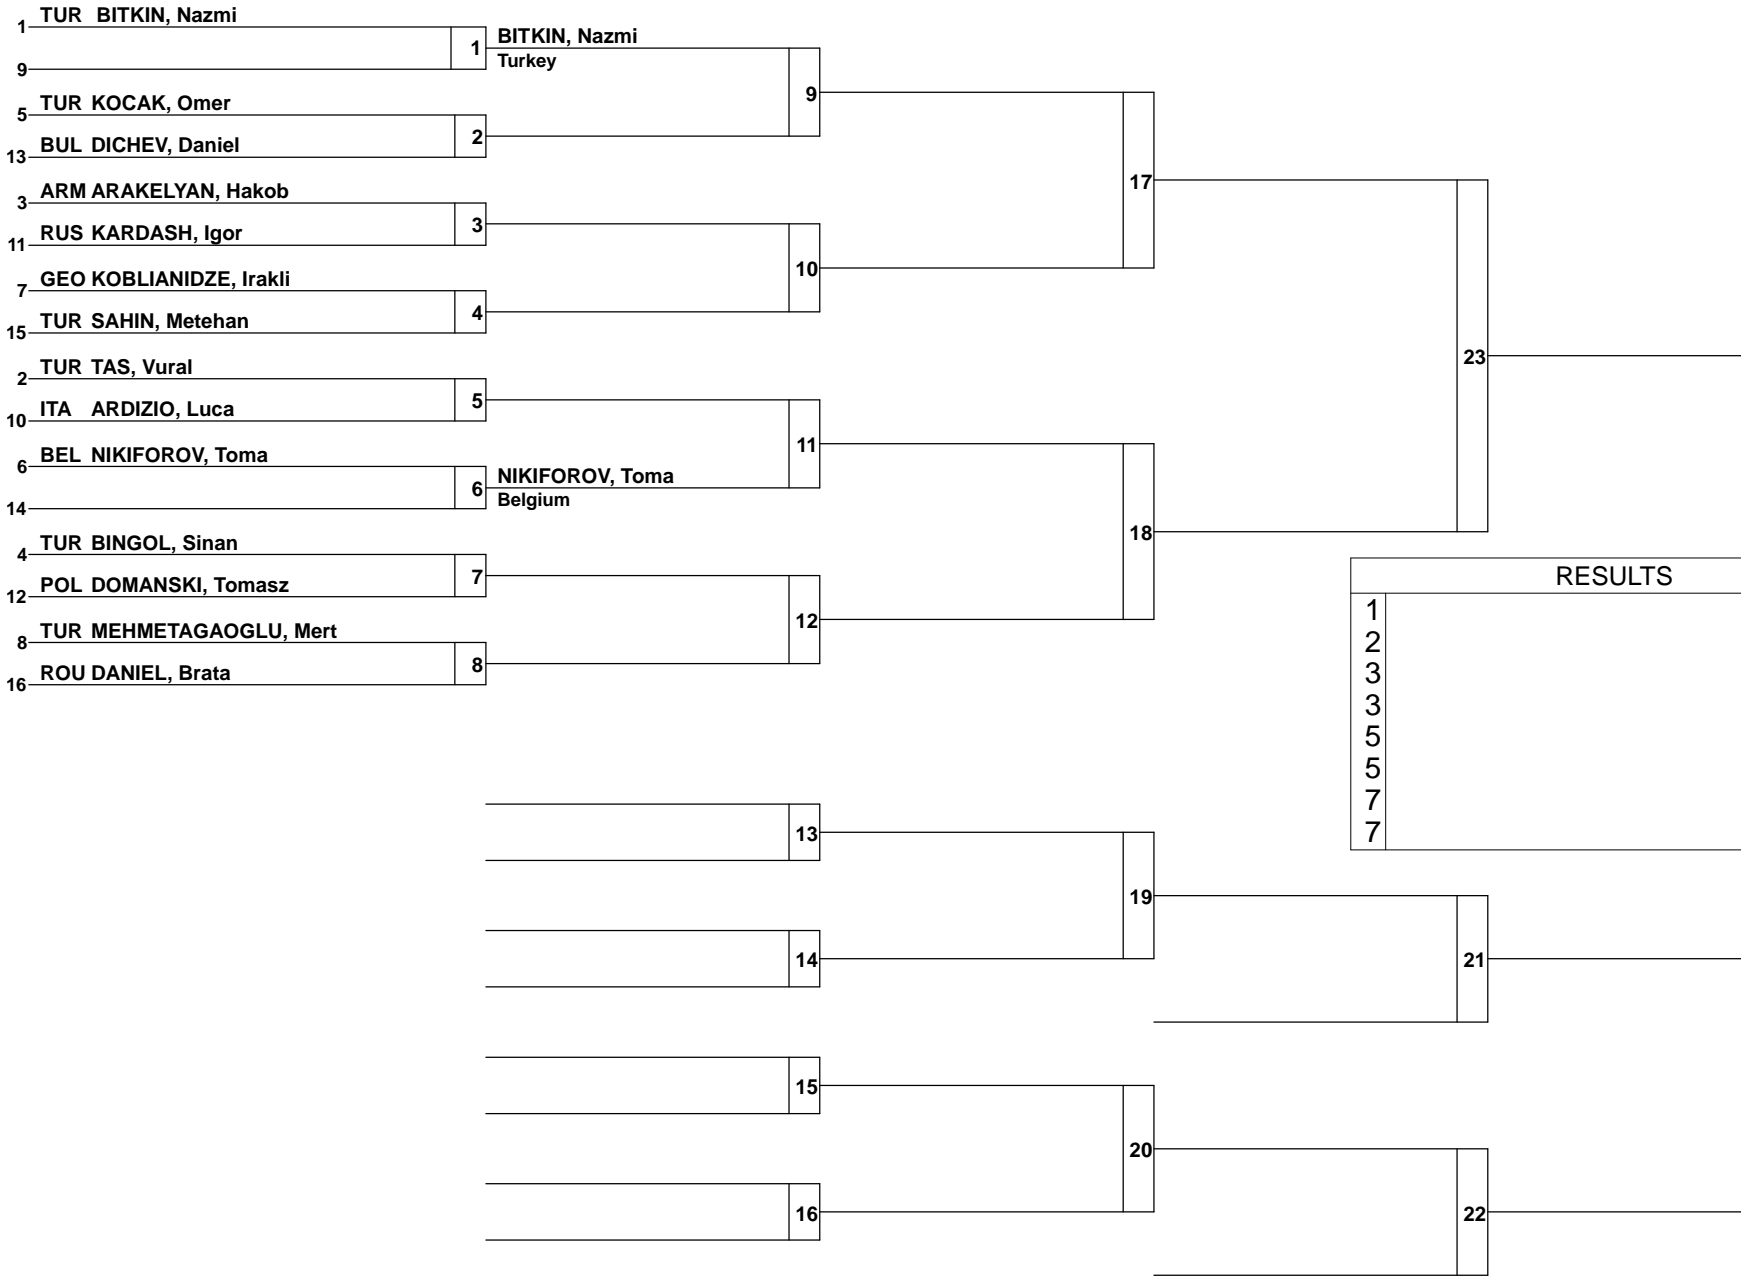 TUR BITKIN, Nazmi
1
1
BITKIN, Nazmi
Turkey
9
TUR KOCAK, Omer
5
2
BUL DICHEV, Daniel
13
9
ARM ARAKELYAN, Hakob
3
3
RUS KARDASH, Igor
11
GEO KOBLIANIDZE, Irakli
7
4
TUR SAHIN, Metehan
15
10
17
TUR TAS, Vural
2
5
ITA ARDIZIO, Luca
10
BEL NIKIFOROV, Toma
6
6
NIKIFOROV, Toma
Belgium
14
11
TUR BINGOL, Sinan
4
7
POL DOMANSKI, Tomasz
12
TUR MEHMETAGAOGLU, Mert
8
8
ROU DANIEL, Brata
16
12
18
23
RESULTS
1
2
3
3
5
5
7
7
13
14
19
21
15
16
20
22